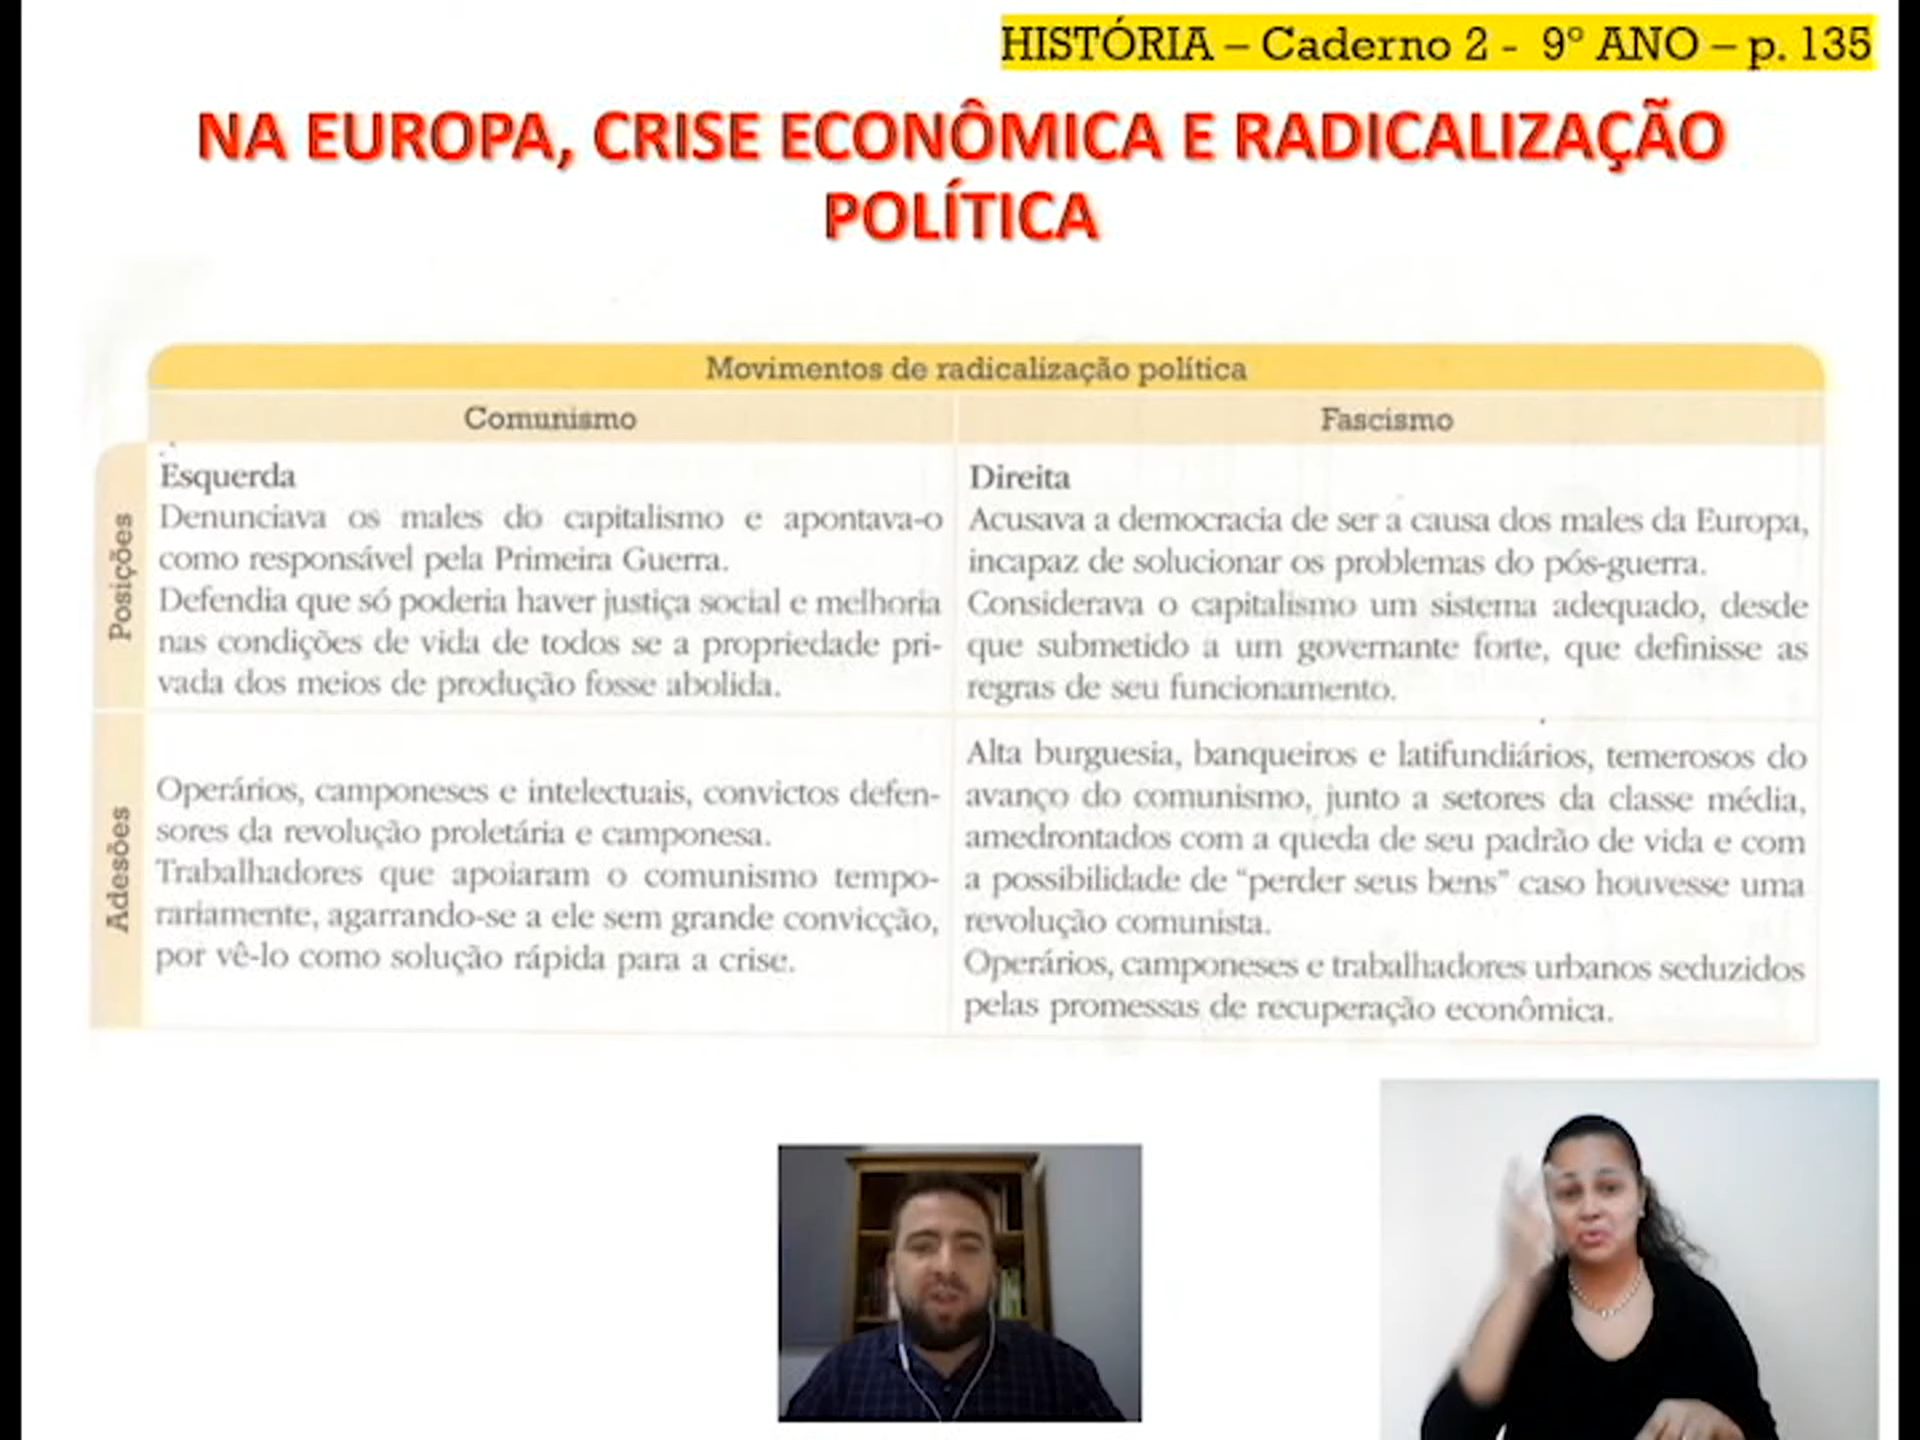 HISTÓRIA – Caderno 2 - 9º ANO – p. 135
NA EUROPA, CRISE ECONÔMICA E RADICALIZAÇÃO
POLÍTICA
Movimentos de radicalização política
Comunismo
Fascismo
Posições
Esquerda
Denunciava os males do capitalismo e apontava-o
como responsável pela Primeira Guerra.
Defendia que só poderia haver justiça social e melhoria
nas condições de vida de todos se a propriedade pri-
vada dos meios de produção fosse abolida.
Direita
Acusava a democracia de ser a causa dos males da Europa,
incapaz de solucionar os problemas do pós-guerra.
Considerava o capitalismo um sistema adequado, desde
que submetido a um governante forte, que definisse as
regras de seu funcionamento.
Adesões
Operários, camponeses e intelectuais, convictos defen-
sores da revolução proletária e camponesa.
Trabalhadores que apoiaram o comunismo tempo-
rariamente, agarrando-se a ele sem grande convicção,
por vê-lo como solução rápida para a crise.
Alta burguesia, banqueiros e latifundiários, temerosos do
avanço do comunismo, junto a setores da classe média,
amedrontados com a queda de seu padrão de vida e com
a possibilidade de “perder seus bens” caso houvesse uma
revolução comunista.
Operários, camponeses e trabalhadores urbanos seduzidos
pelas promessas de recuperação econômica.